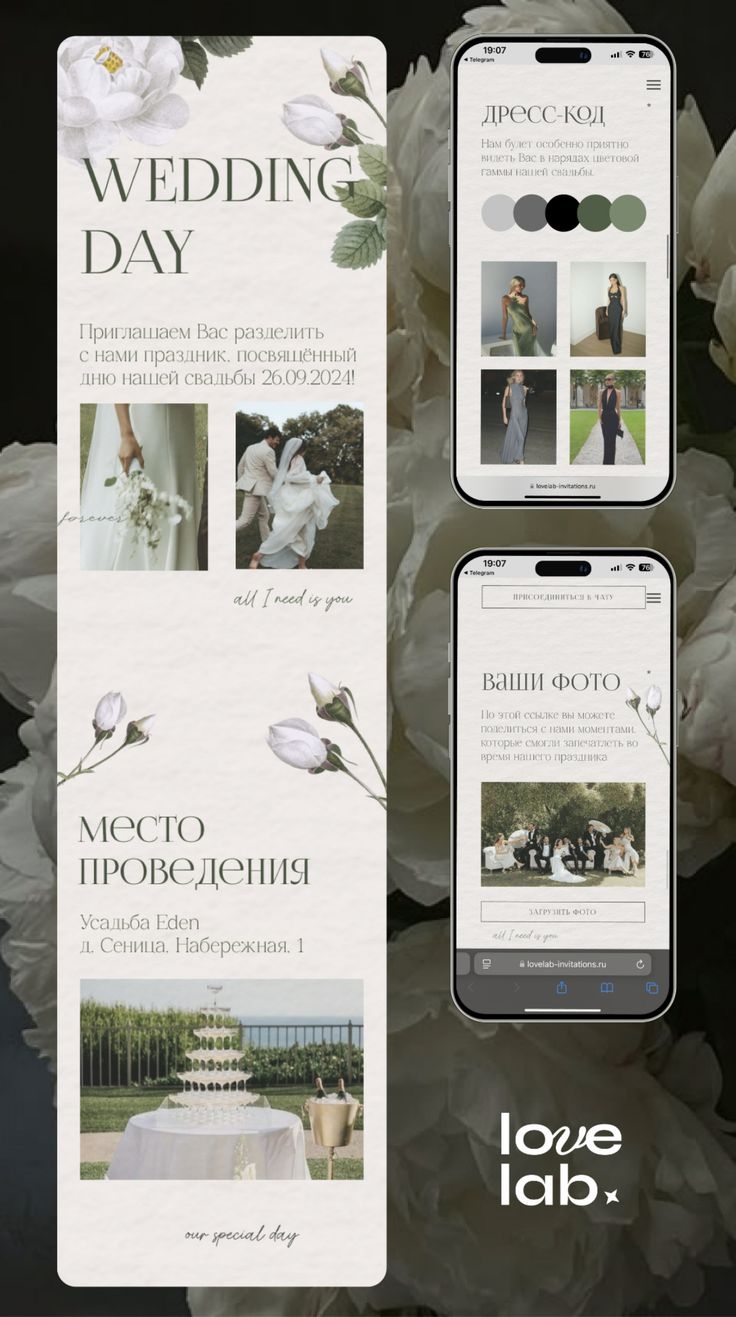 WEDDING
DAY
Приглашаем Вас разделить
с нами праздник, посвящённый
дню нашей свадьбы 26.09.2024!
forever
all I need is you
МЕСТО
ПРОВЕДЕНИЯ
Усадьба Eden
д. Сеница, Набережная, 1
our special day
19:07
76
Telegram
ДРЕСС-КОД
Нам будет особенно приятно
видеть Вас в нарядах цветовой
гаммы нашей свадьбы.
lovelab-invitations.ru
19:07
76
Telegram
ПРИСОЕДИНИТЬСЯ К ЧАТУ
ВАШИ ФОТО
По этой ссылке вы можете
поделиться с нами моментами,
которые смогли запечатлеть во
время нашего праздника
ЗАГРУЗИТЬ ФОТО
all I need is you
lovelab-invitations.ru
love
lab